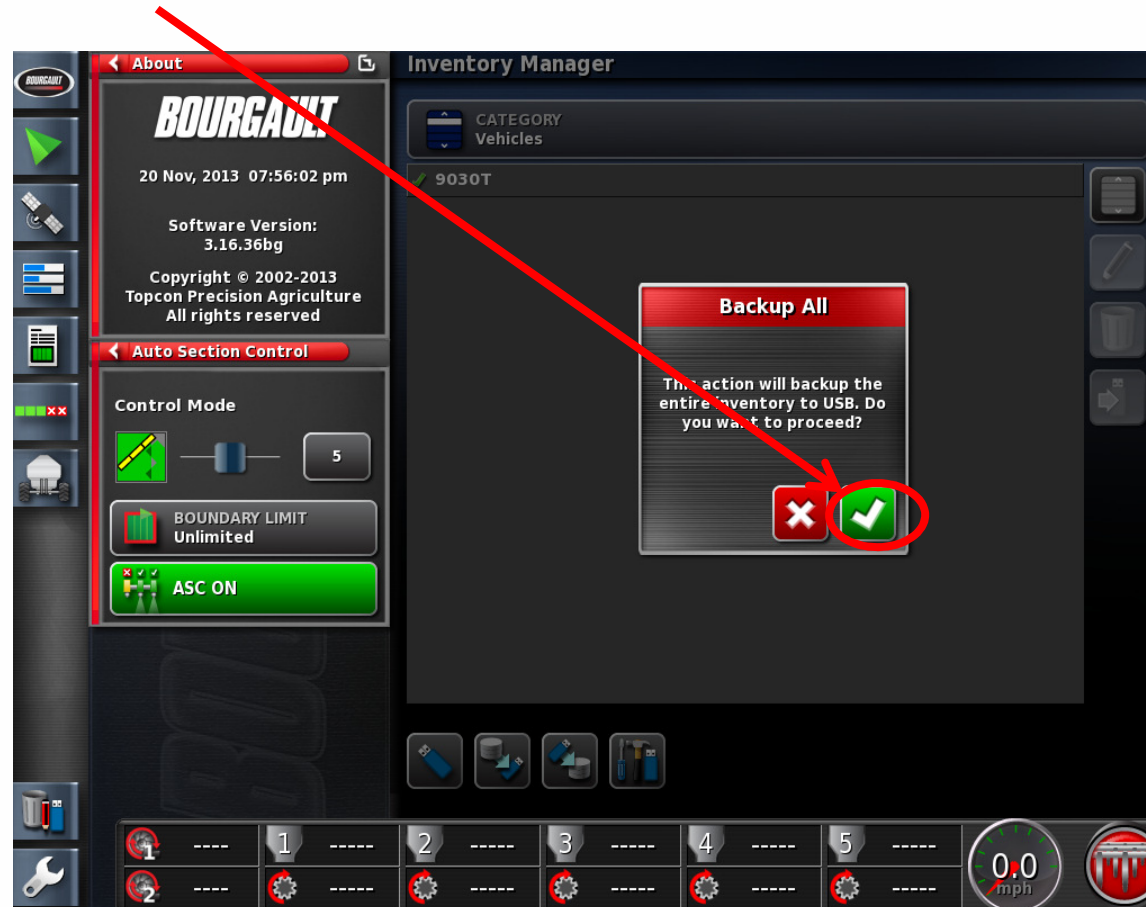 BOURGAULT
About
BOURGAULT
20 Nov, 2013 07:56:02 pm
Software Version:
3.16.36bg
Copyright © 2002-2013
Topcon Precision Agriculture
All rights reserved
Auto Section Control
Control Mode
5
BOUNDARY LIMIT
Unlimited
ASC ON
Inventory Manager
CATEGORY
Vehicles
9030T
Backup All
This action will backup the
entire inventory to USB. Do
you want to proceed?
1 ---- 1 ----- 2 ----- 3 ----- 4 ----- 5 -----
2 ---- ----- ----- ----- ----- -----
0.0
mph